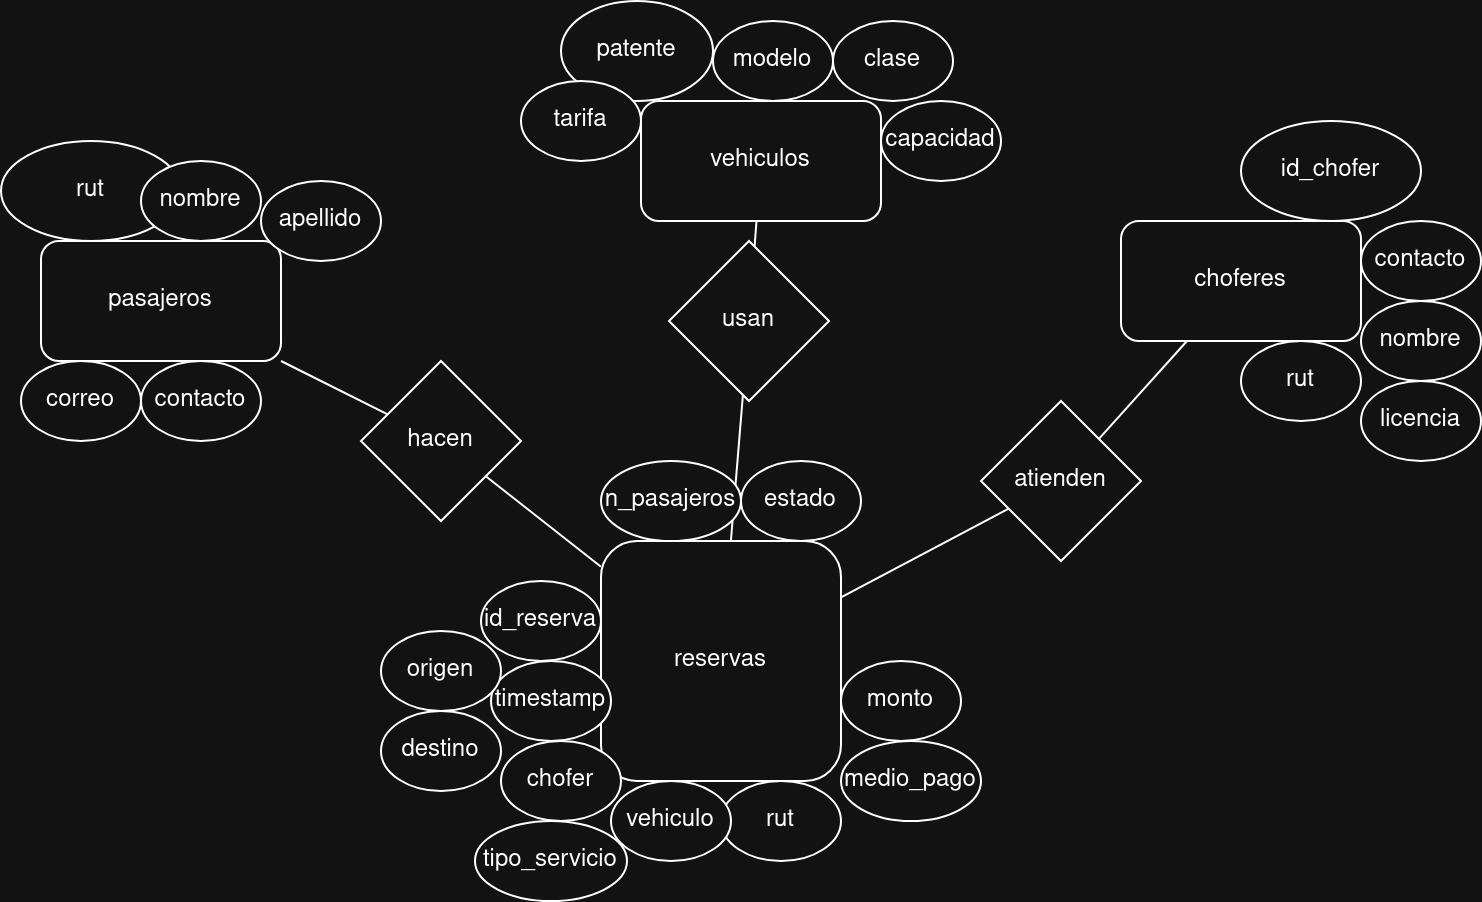 patente
modelo
clase
tarifa
vehiculos
capacidad
id_chofer
rut
nombre
apellido
contacto
pasajeros
choferes
usan
nombre
rut
correo
contacto
licencia
hacen
atienden
n_pasajeros
estado
id_reserva
origen
reservas
timestamp
monto
destino
chofer
medio_pago
vehiculo
rut
tipo_servicio